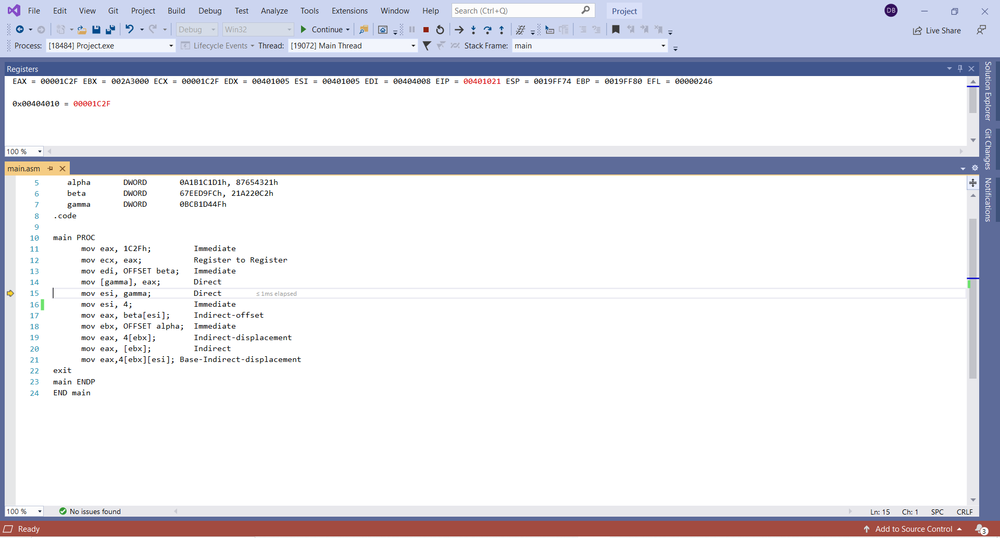 File Edit View Git Project Build Debug Test Analyze Tools Extensions Window Help Search (Ctrl+Q) Project DB
Debug Win32 Continue Live Share
Process: [18484] Project.exe Lifecycle Events Thread: [19072] Main Thread Stack Frame: main
Registers
EAX = 00001C2F EBX = 002A3000 ECX = 00001C2F EDX = 00401005 ESI = 00401005 EDI = 00404008 EIP = 00401021 ESP = 0019FF74 EBP = 0019FF80 EFL = 00000246
0x00404010 = 00001C2F
100 %
main.asm
5 alpha DWORD 0A1B1C1D1h, 87654321h
6 beta DWORD 67EED9FCh, 21A220C2h
7 gamma DWORD 0BCB1D44Fh
8 .code
9
10 main PROC
11 mov eax, 1C2Fh; Immediate
12 mov ecx, eax; Register to Register
13 mov edi, OFFSET beta; Immediate
14 mov [gamma], eax; Direct
15 mov esi, gamma; Direct ≤ 1ms elapsed
16 mov esi, 4; Immediate
17 mov eax, beta[esi]; Indirect-offset
18 mov ebx, OFFSET alpha; Immediate
19 mov eax, 4[ebx]; Indirect-displacement
20 mov eax, [ebx]; Indirect
21 mov eax,4[ebx][esi]; Base-Indirect-displacement
22 exit
23 main ENDP
24 END main
100 % No issues found Ln: 15 Ch: 1 SPC CRLF
Ready Add to Source Control 3
Solution Explorer
Git Changes
Notifications